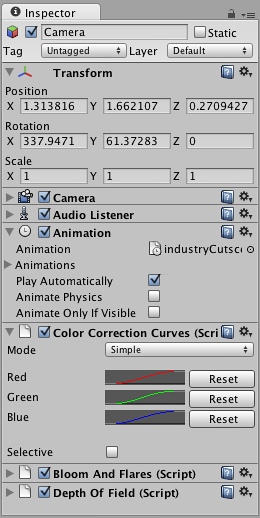 Inspector
Camera Static
Tag Untagged Layer Default
Transform
Position
X 1.313816 Y 1.662107 Z 0.2709427
Rotation
X 337.9471 Y 61.37283 Z 0
Scale
X 1 Y 1 Z 1
Camera
Audio Listener
Animation
Animation industryCutsc
Animations
Play Automatically
Animate Physics
Animate Only If Visible
Color Correction Curves (Scri
Mode Simple
Red Reset
Green Reset
Blue Reset
Selective
Bloom And Flares (Script)
Depth Of Field (Script)